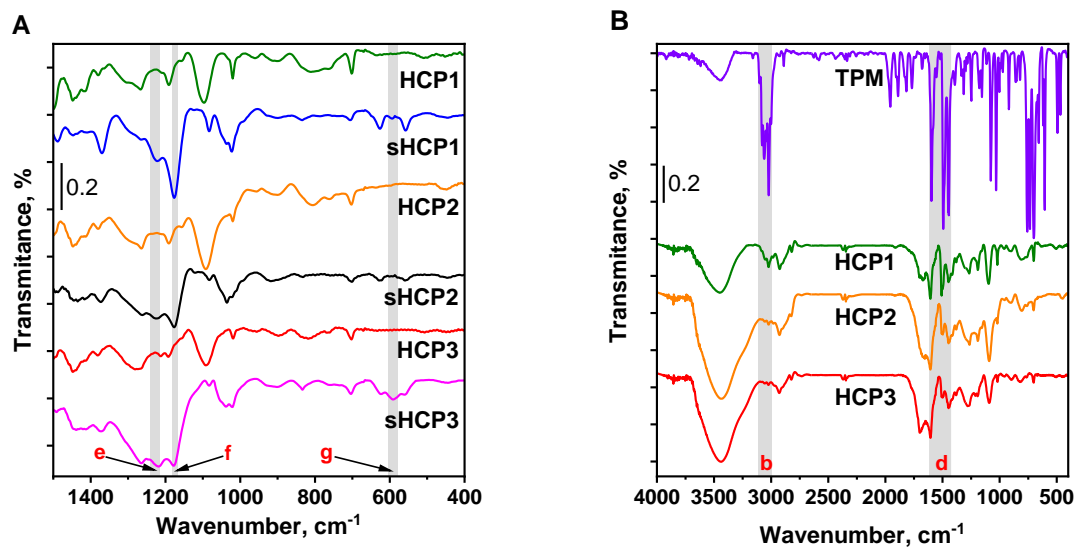 A
Transmitance, %
0.2
HCP1
sHCP1
HCP2
sHCP2
HCP3
sHCP3
e
f
g
1400 1200 1000 800 600 400
Wavenumber, cm⁻¹
B
Transmitance, %
0.2
TPM
HCP1
HCP2
HCP3
b
d
4000 3500 3000 2500 2000 1500 1000 500
Wavenumber, cm⁻¹